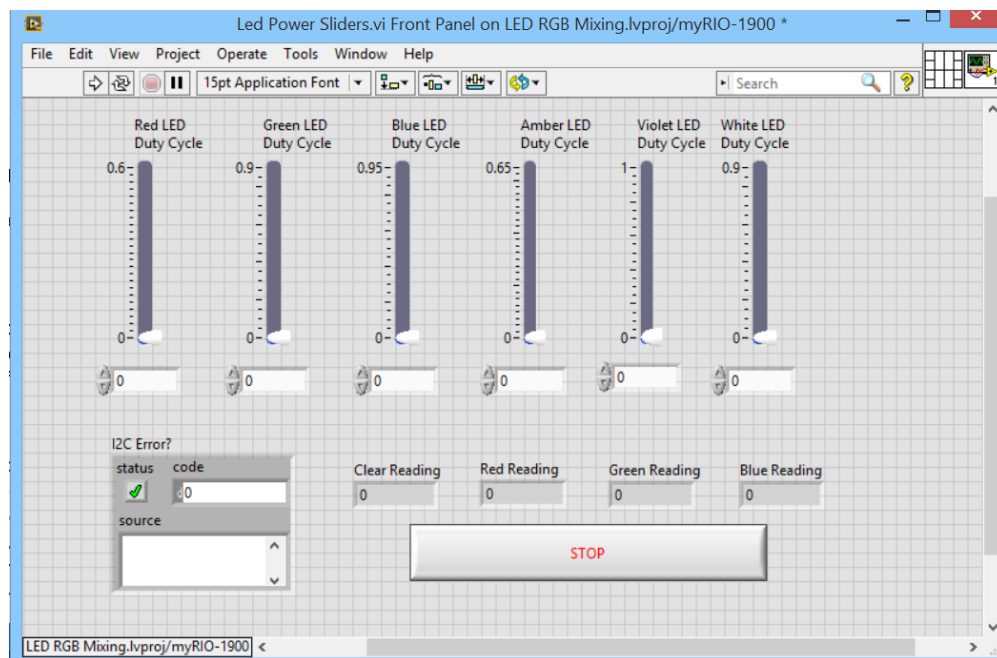 Led Power Sliders.vi Front Panel on LED RGB Mixing.lvproj/myRIO-1900 *
File Edit View Project Operate Tools Window Help
15pt Application Font
Search
?
1
Red LED
Duty Cycle
Green LED
Duty Cycle
Blue LED
Duty Cycle
Amber LED
Duty Cycle
Violet LED
Duty Cycle
White LED
Duty Cycle
0.6 0.9 0.95 0.65 1 0.9
0 0 0 0 0 0
0 0 0 0 0 0
I2C Error?
status code
d 0
source
Clear Reading Red Reading Green Reading Blue Reading
0 0 0 0
STOP
LED RGB Mixing.lvproj/myRIO-1900